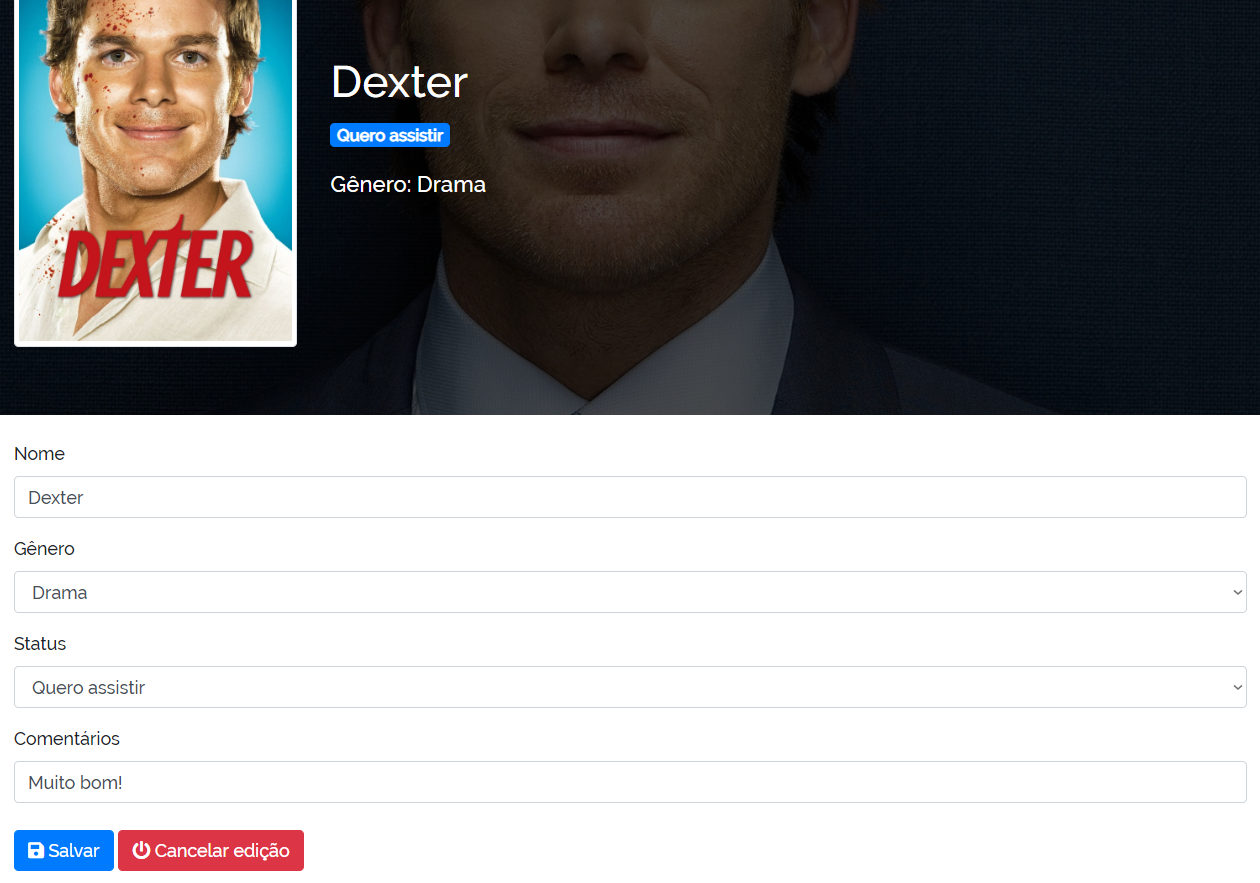 Dexter
Quero assistir
Gênero: Drama
DEXTER
Nome
Dexter
Gênero
Drama
Status
Quero assistir
Comentários
Muito bom!
Salvar
Cancelar edição